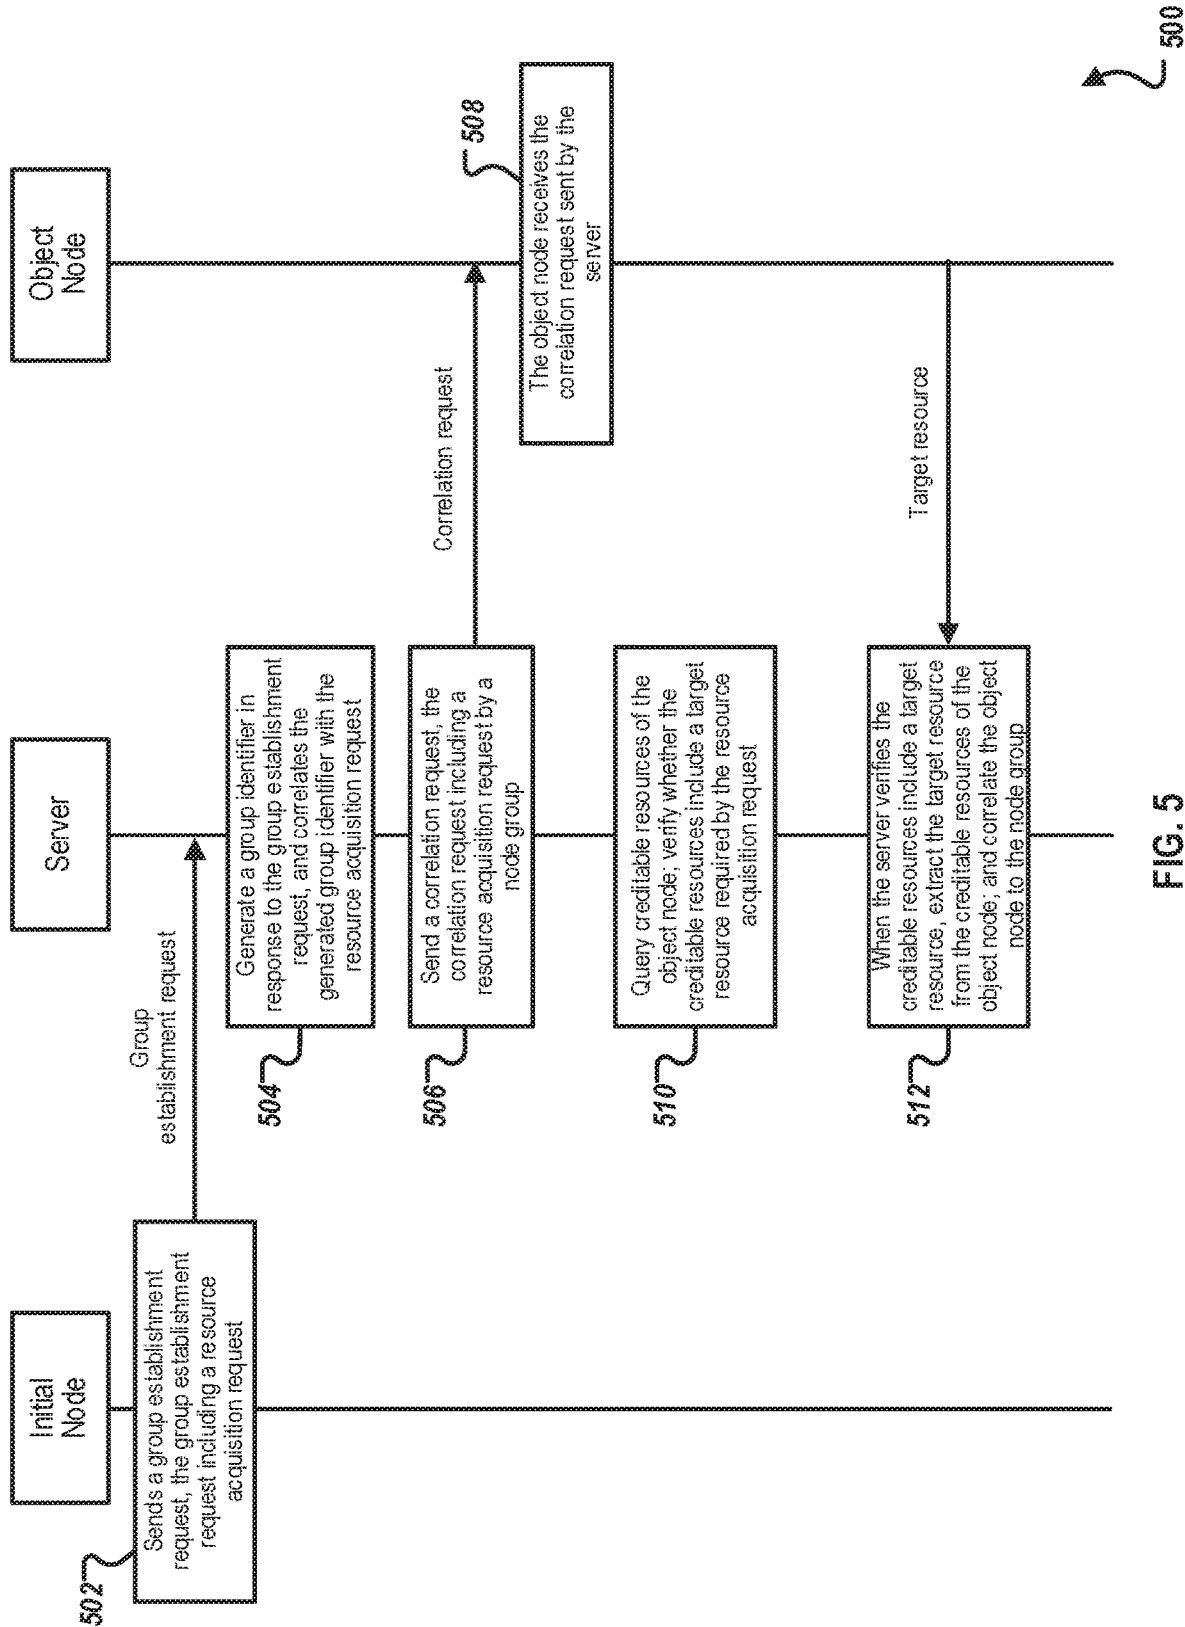 Initial
Node
Server
Object
Node
502
Sends a group establishment
request, the group establishment
request including a resource
acquisition request
Group
establishment request
504
Generate a group identifier in
response to the group establishment
request, and correlates the
generated group identifier with the
resource acquisition request
506
Send a correlation request, the
correlation request including a
resource acquisition request by a
node group
Correlation request
508
The object node receives the
correlation request sent by the
server
510
Query creditable resources of the
object node; verify whether the
creditable resources include a target
resource required by the resource
acquisition request
512
When the server verifies the
creditable resources include a target
resource, extract the target resource
from the creditable resources of the
object node; and correlate the object
node to the node group
Target resource
500
FIG. 5